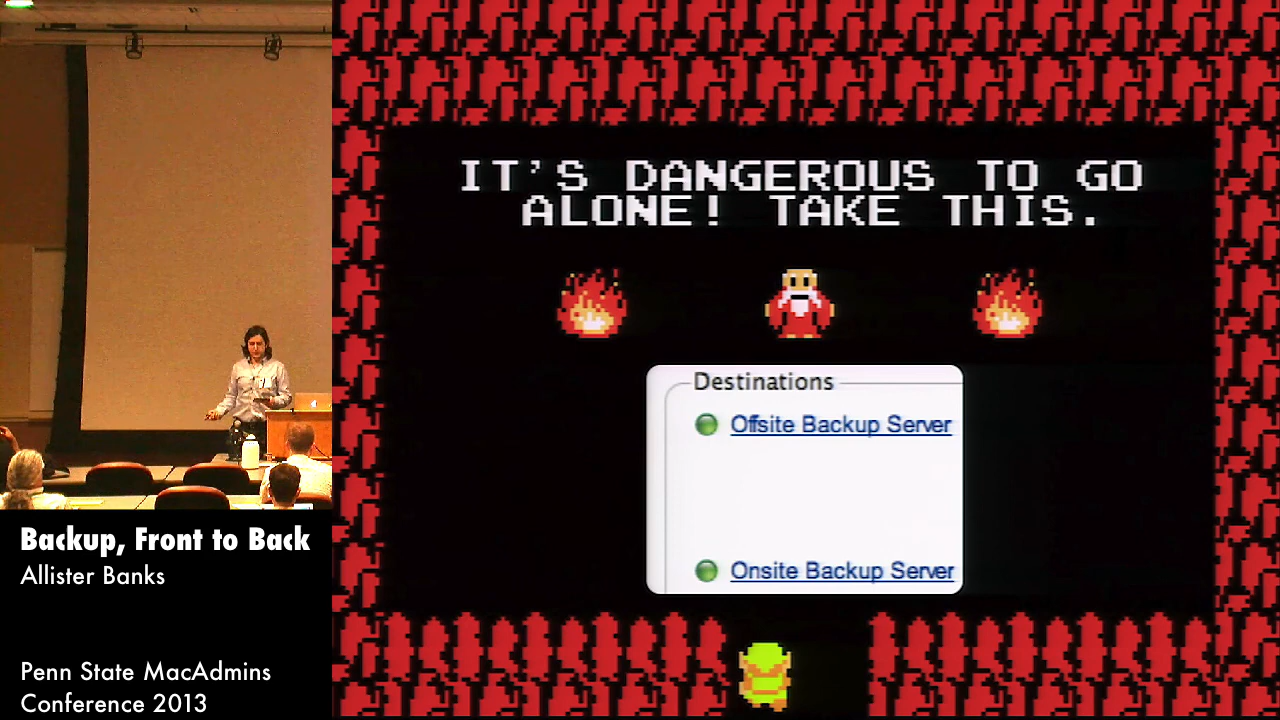 IT'S DANGEROUS TO GO
ALONE! TAKE THIS.
Destinations
Offsite Backup Server
Onsite Backup Server
Backup, Front to Back
Allister Banks
Penn State MacAdmins
Conference 2013